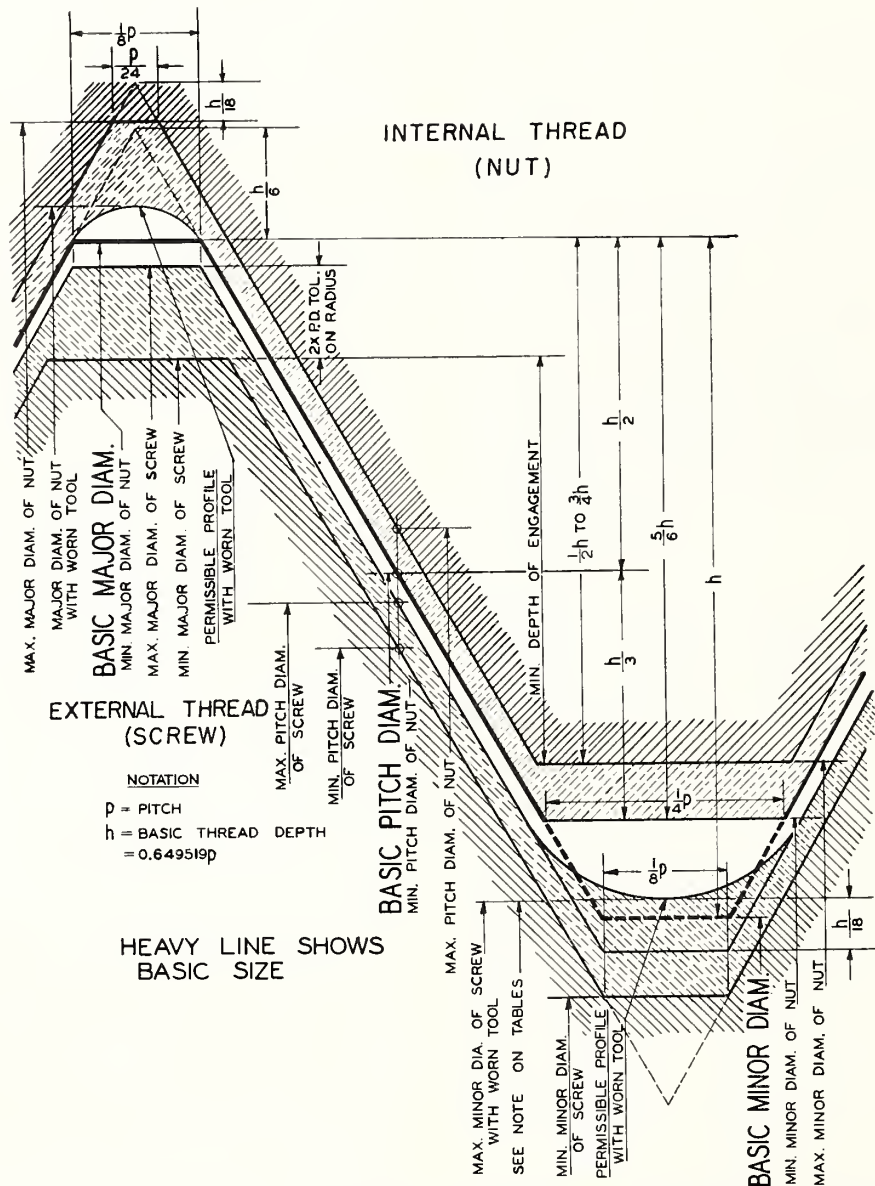 1/8 p
p/24
h/18
h/6
INTERNAL THREAD
(NUT)
2X P.D. TOL.
ON RADIUS
h/2
1/2 h TO 3/4 h
5/6 h
h
h/3
MIN. DEPTH OF ENGAGEMENT
MAX. MAJOR DIAM. OF NUT
MAJOR DIAM. OF NUT
WITH WORN TOOL
BASIC MAJOR DIAM.
MIN. MAJOR DIAM. OF NUT
MAX. MAJOR DIAM. OF SCREW
MIN. MAJOR DIAM. OF SCREW
PERMISSIBLE PROFILE
WITH WORN TOOL
EXTERNAL THREAD
(SCREW)
MAX. PITCH DIAM.
OF SCREW
MIN. PITCH DIAM.
OF SCREW
BASIC PITCH DIAM.
MIN. PITCH DIAM. OF NUT
MAX. PITCH DIAM. OF NUT
NOTATION
p = PITCH
h = BASIC THREAD DEPTH
= 0.649519p
1/4 p
1/8 p
h/18
HEAVY LINE SHOWS
BASIC SIZE
MAX. MINOR DIA. OF SCREW
WITH WORN TOOL
SEE NOTE ON TABLES
MIN. MINOR DIAM.
OF SCREW
PERMISSIBLE PROFILE
WITH WORN TOOL
BASIC MINOR DIAM.
MIN. MINOR DIAM. OF NUT
MAX. MINOR DIAM. OF NUT